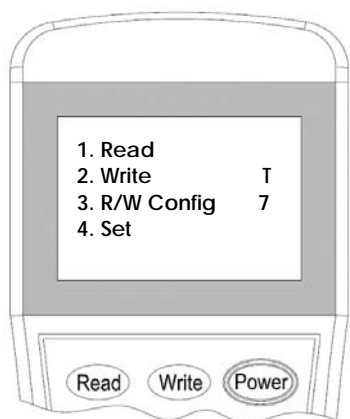 1. Read
2. Write T
3. R/W Config 7
4. Set
Read Write Power